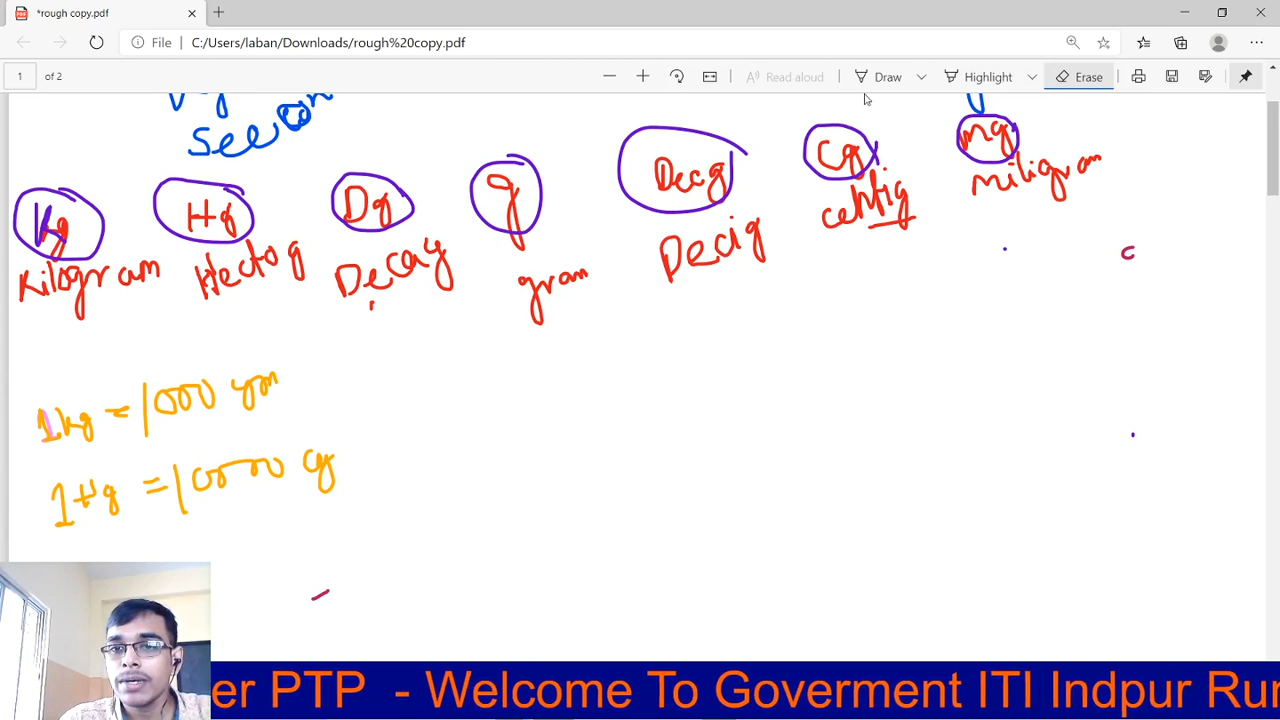 *rough copy.pdf
File C:/Users/laban/Downloads/rough%20copy.pdf
1 of 2 Read aloud Draw Highlight Erase
Kg Hg Dg g Decg Cg mg
Kilogram Hectog Decag gram Decig centig miligram
1kg = 1000 gm
1Hg = 10000 cg
er PTP - Welcome To Goverment ITI Indpur Rur